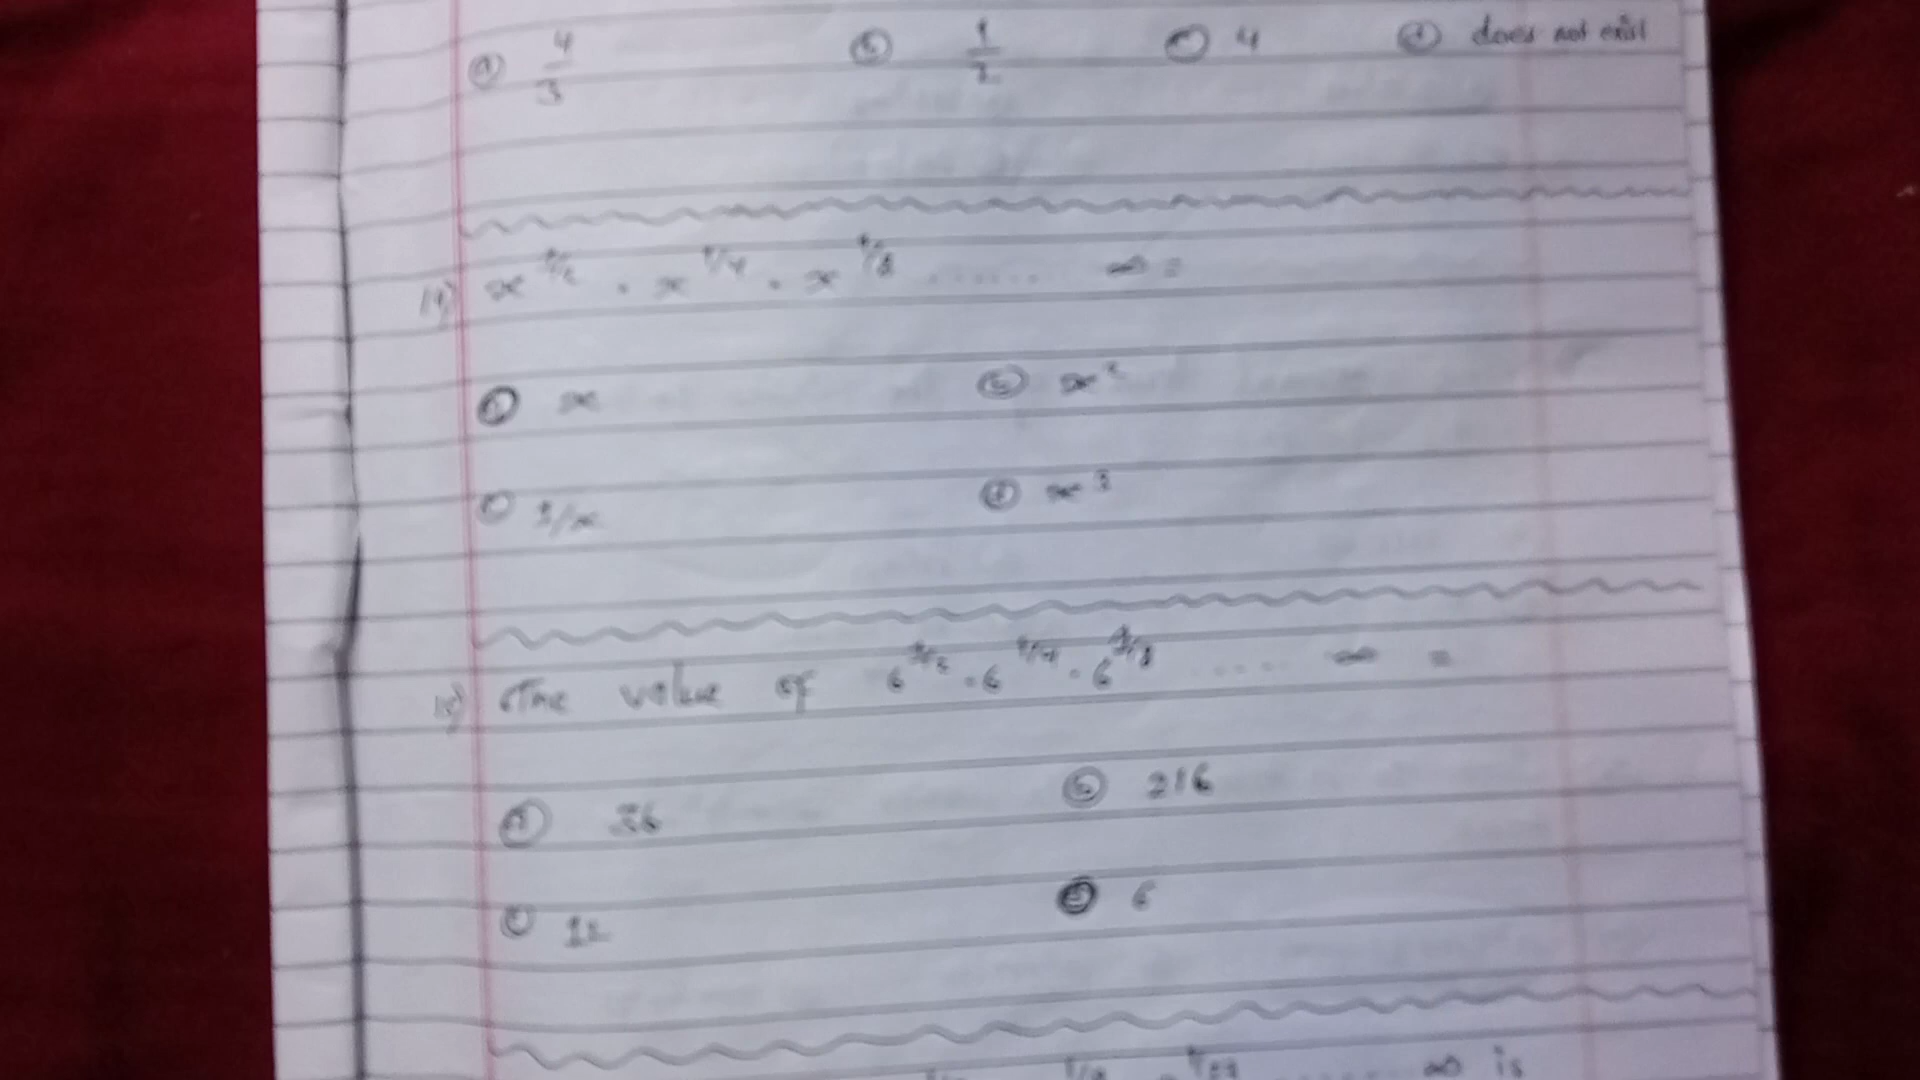 (a) 4/3 (b) 1/2 (c) 4 (d) does not exist
14) x^1/2 . x^1/4 . x^1/8 ........ ∞ =
(a) x (b) x^2
(c) 3/x (d) x^3
15) The value of 6^1/2 . 6^1/4 . 6^1/8 ...... ∞ =
(a) 36 (b) 216
(c) 12 (d) 6
∞ is